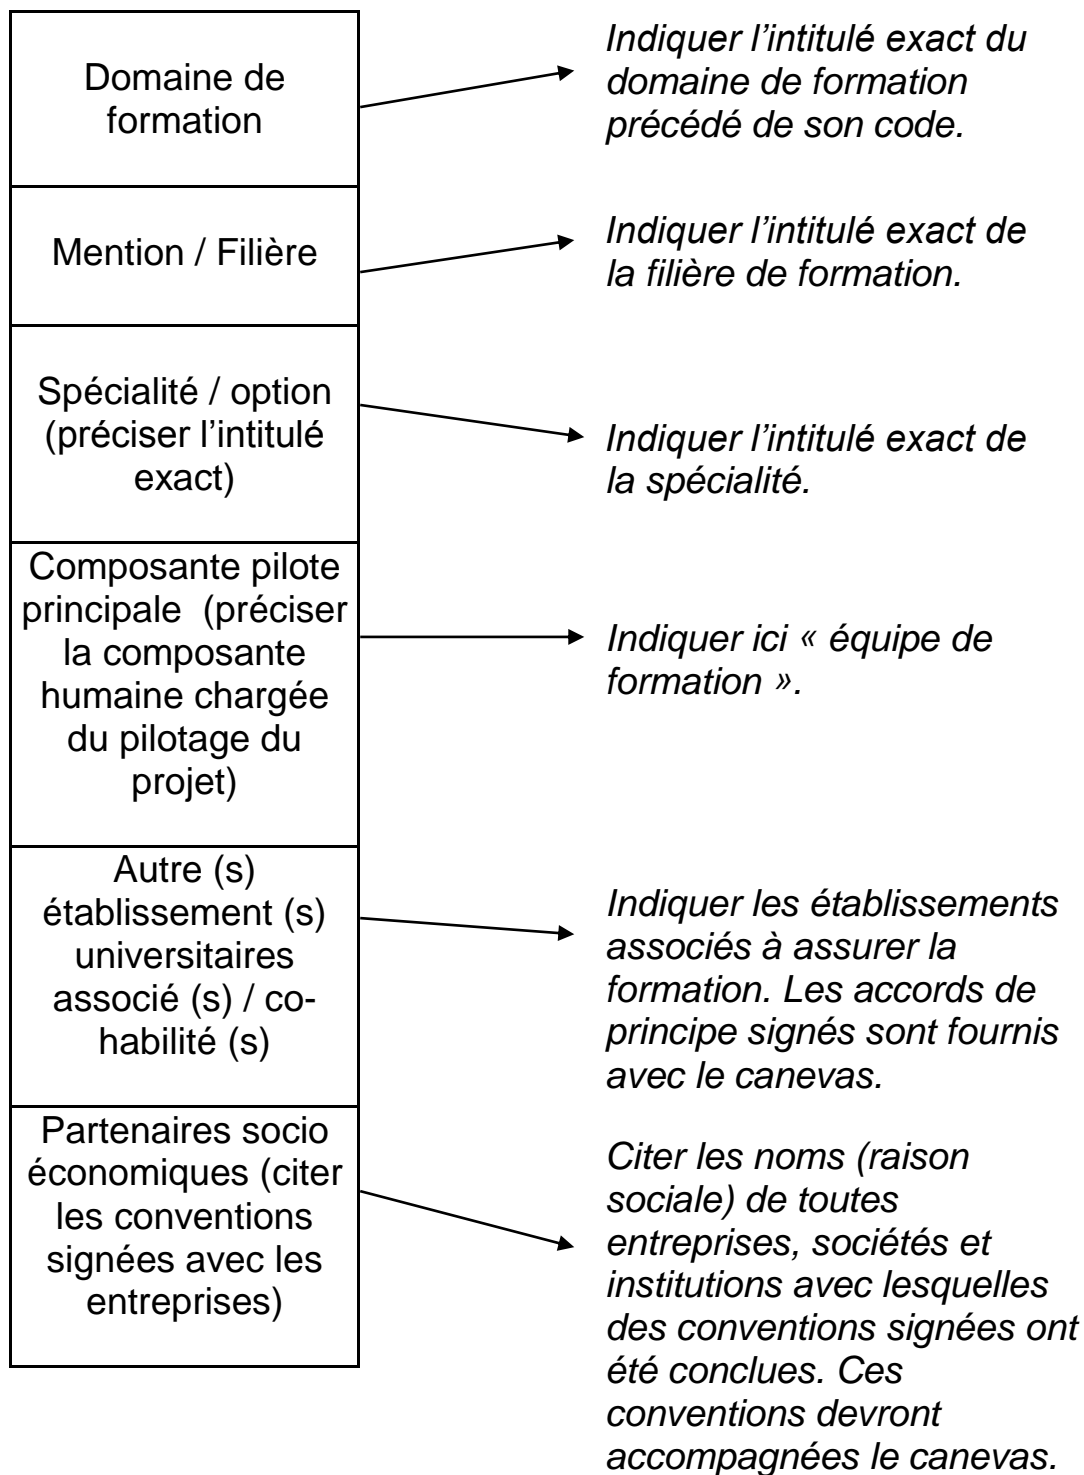 Domaine de
formation
Indiquer l’intitulé exact du
domaine de formation
précédé de son code.
Mention / Filière
Indiquer l’intitulé exact de
la filière de formation.
Spécialité / option
(préciser l’intitulé
exact)
Indiquer l’intitulé exact de
la spécialité.
Composante pilote
principale (préciser
la composante
humaine chargée
du pilotage du
projet)
Indiquer ici « équipe de
formation ».
Autre (s)
établissement (s)
universitaires
associé (s) / co-
habilité (s)
Indiquer les établissements
associés à assurer la
formation. Les accords de
principe signés sont fournis
avec le canevas.
Partenaires socio
économiques (citer
les conventions
signées avec les
entreprises)
Citer les noms (raison
sociale) de toutes
entreprises, sociétés et
institutions avec lesquelles
des conventions signées ont
été conclues. Ces
conventions devront
accompagnées le canevas.